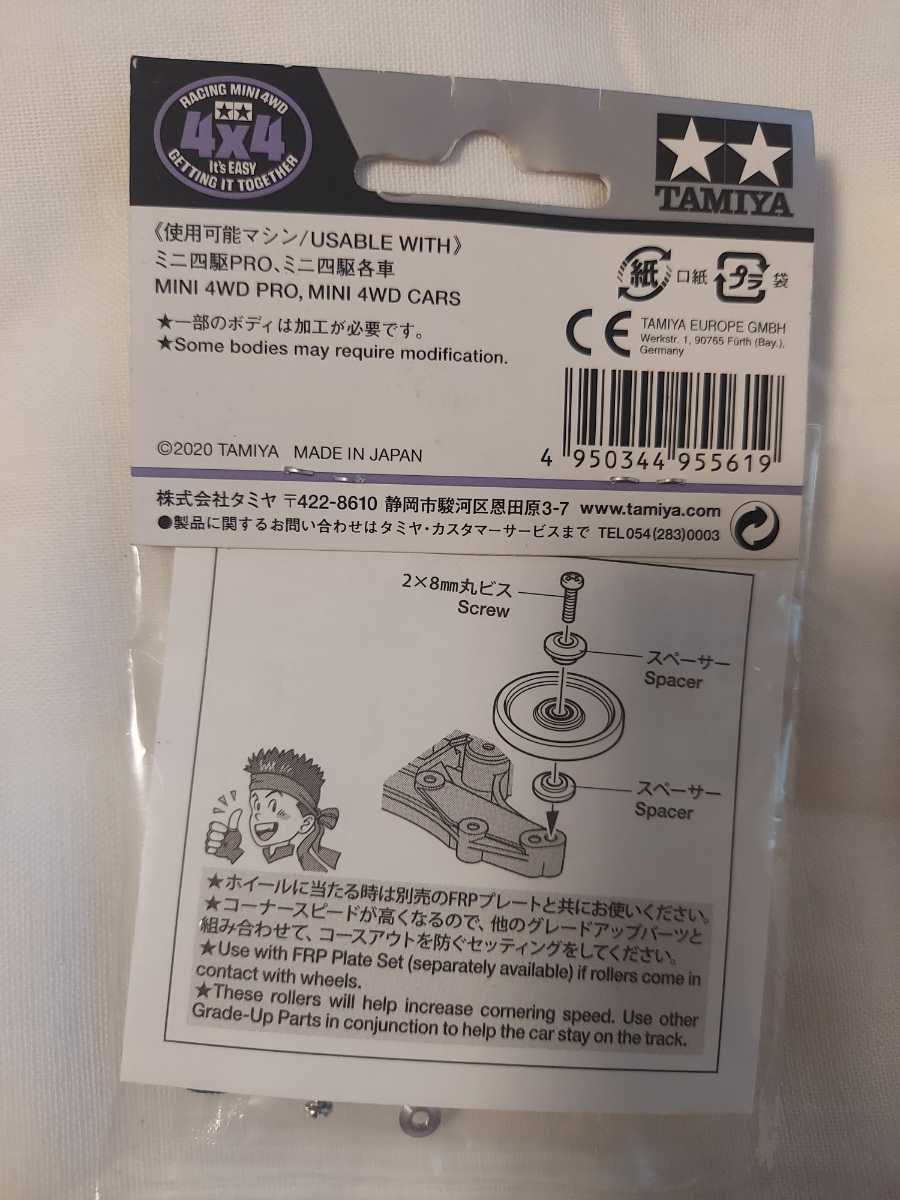 RACING MINI 4WD
4x4
It's EASY
GETTING IT TOGETHER
TAMIYA
《使用可能マシン/USABLE WITH》
ミニ四駆PRO、ミニ四駆各車
MINI 4WD PRO, MINI 4WD CARS
★一部のボディは加工が必要です。
★Some bodies may require modification.
紙 口紙 プラ 袋
CE TAMIYA EUROPE GMBH
Werkstr. 1, 90765 Fürth (Bay.),
Germany
4 950344 955619
©2020 TAMIYA MADE IN JAPAN
株式会社タミヤ 〒422-8610 静岡市駿河区恩田原3-7 www.tamiya.com
●製品に関するお問い合わせはタミヤ・カスタマーサービスまで TEL054(283)0003
2×8mm丸ビス
Screw
スペーサー
Spacer
スペーサー
Spacer
★ホイールに当たる時は別売のFRPプレートと共にお使いください。
★コーナースピードが高くなるので、他のグレードアップパーツと
組み合わせて、コースアウトを防ぐセッティングをしてください。
★Use with FRP Plate Set (separately available) if rollers come in
contact with wheels.
★These rollers will help increase cornering speed. Use other
Grade-Up Parts in conjunction to help the car stay on the track.